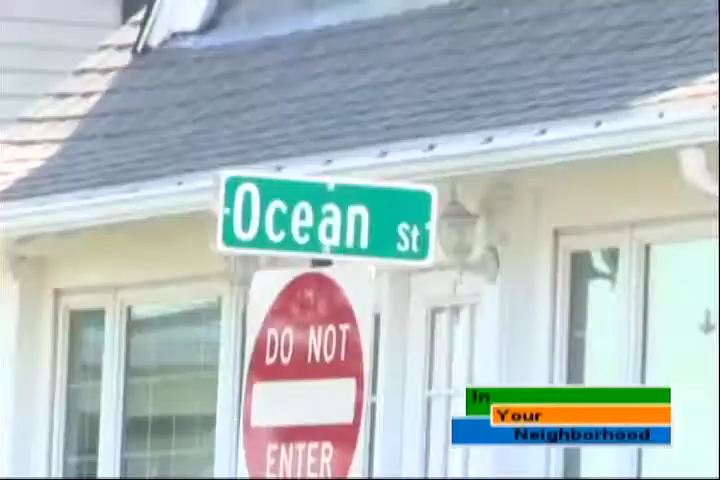 Ocean St
DO NOT
ENTER
In
Your
Neighborhood